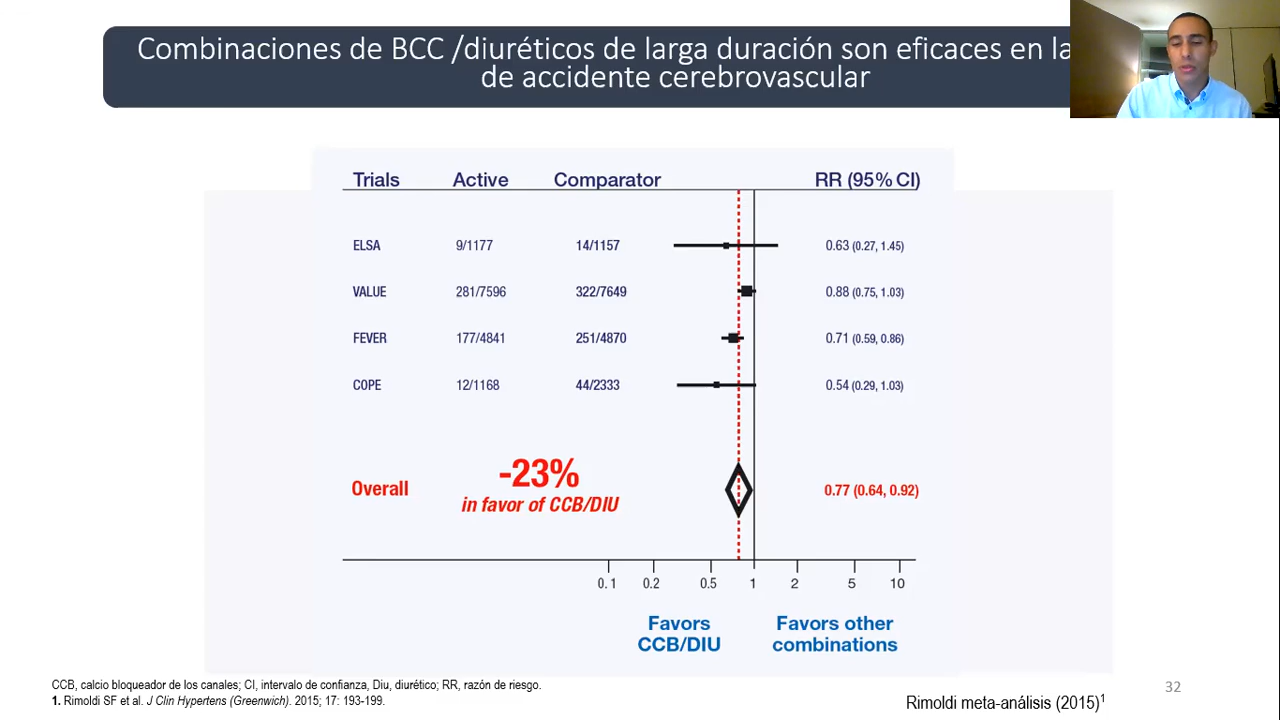 Combinaciones de BCC /diuréticos de larga duración son eficaces en la
de accidente cerebrovascular
Trials Active Comparator RR (95% CI)
ELSA 9/1177 14/1157 0.63 (0.27, 1.45)
VALUE 281/7596 322/7649 0.88 (0.75, 1.03)
FEVER 177/4841 251/4870 0.71 (0.59, 0.86)
COPE 12/1168 44/2333 0.54 (0.29, 1.03)
-23%
Overall in favor of CCB/DIU 0.77 (0.64, 0.92)
0.1 0.2 0.5 1 2 5 10
Favors Favors other
CCB/DIU combinations
CCB, calcio bloqueador de los canales; CI, intervalo de confianza, Diu, diurético; RR, razón de riesgo.
1. Rimoldi SF et al. J Clin Hypertens (Greenwich). 2015; 17: 193-199.
Rimoldi meta-análisis (2015)1
32